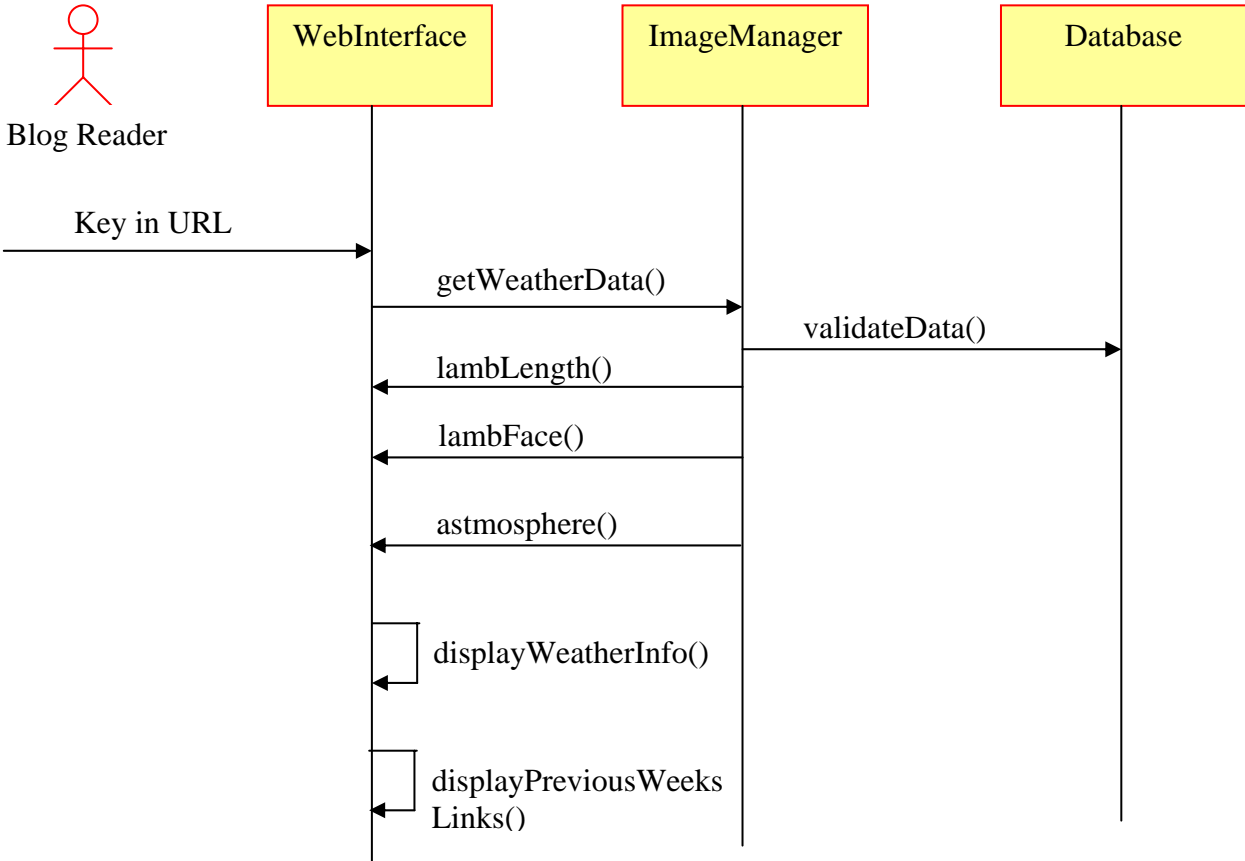 WebInterface
ImageManager
Database
Blog Reader
Key in URL
getWeatherData()
validateData()
lambLength()
lambFace()
astmosphere()
displayWeatherInfo()
displayPreviousWeeks
Links()